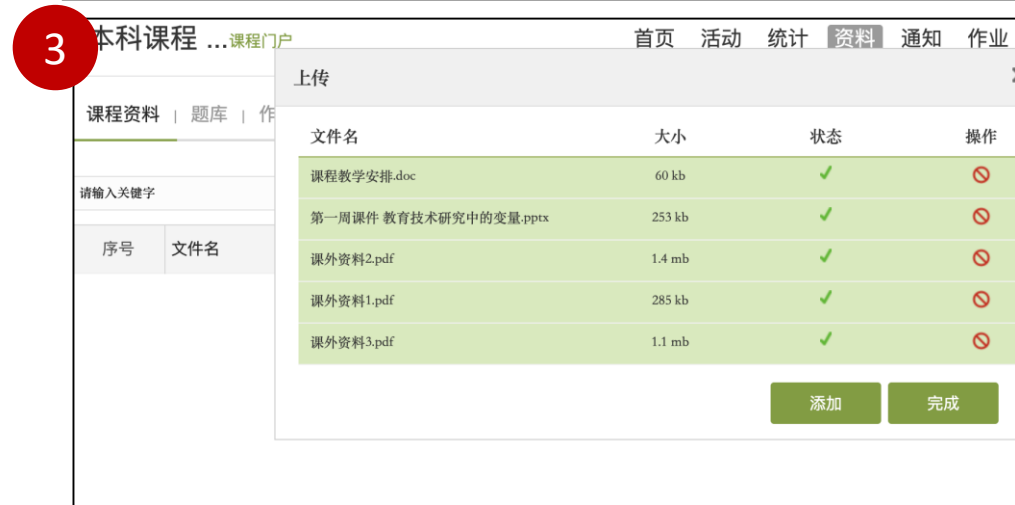 3
本科课程 ...课程门户 首页 活动 统计 资料 通知 作业
上传
课程资料 | 题库 | 作
文件名 大小 状态 操作
课程教学安排.doc 60 kb
请输入关键字
第一周课件 教育技术研究中的变量.pptx 253 kb
序号 文件名
课外资料2.pdf 1.4 mb
课外资料1.pdf 285 kb
课外资料3.pdf 1.1 mb
添加 完成